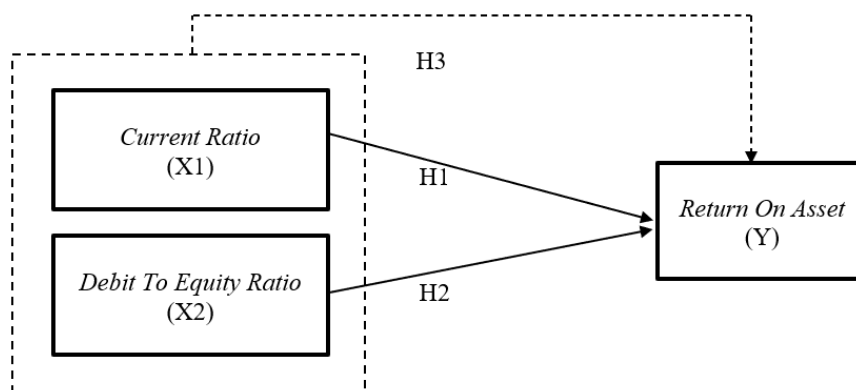 H3
Current Ratio
(X1)
H1
Return On Asset
(Y)
Debit To Equity Ratio
(X2)
H2